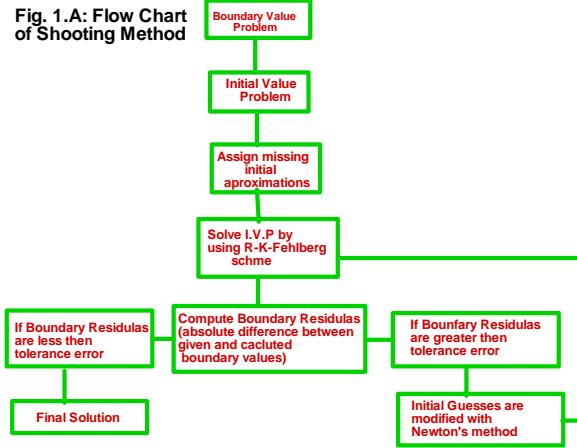 Fig. 1.A: Flow Chart
of Shooting Method
Boundary Value
Problem
Initial Value
Problem
Assign missing
initial
aproximations
Solve I.V.P by
using R-K-Fehlberg
schme
If Boundary Residulas
are less then
tolerance error
Compute Boundary Residulas
(absolute difference between
given and cacluted
boundary values)
If Bounfary Residulas
are greater then
tolerance error
Final Solution
Initial Guesses are
modified with
Newton's method